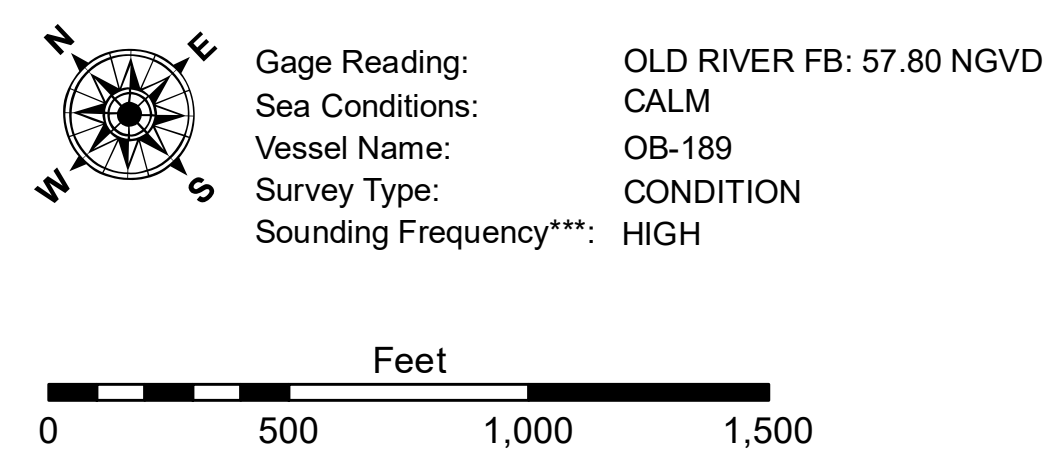 N E
W S
Gage Reading: OLD RIVER FB: 57.80 NGVD
Sea Conditions: CALM
Vessel Name: OB-189
Survey Type: CONDITION
Sounding Frequency***: HIGH
Feet
0 500 1,000 1,500